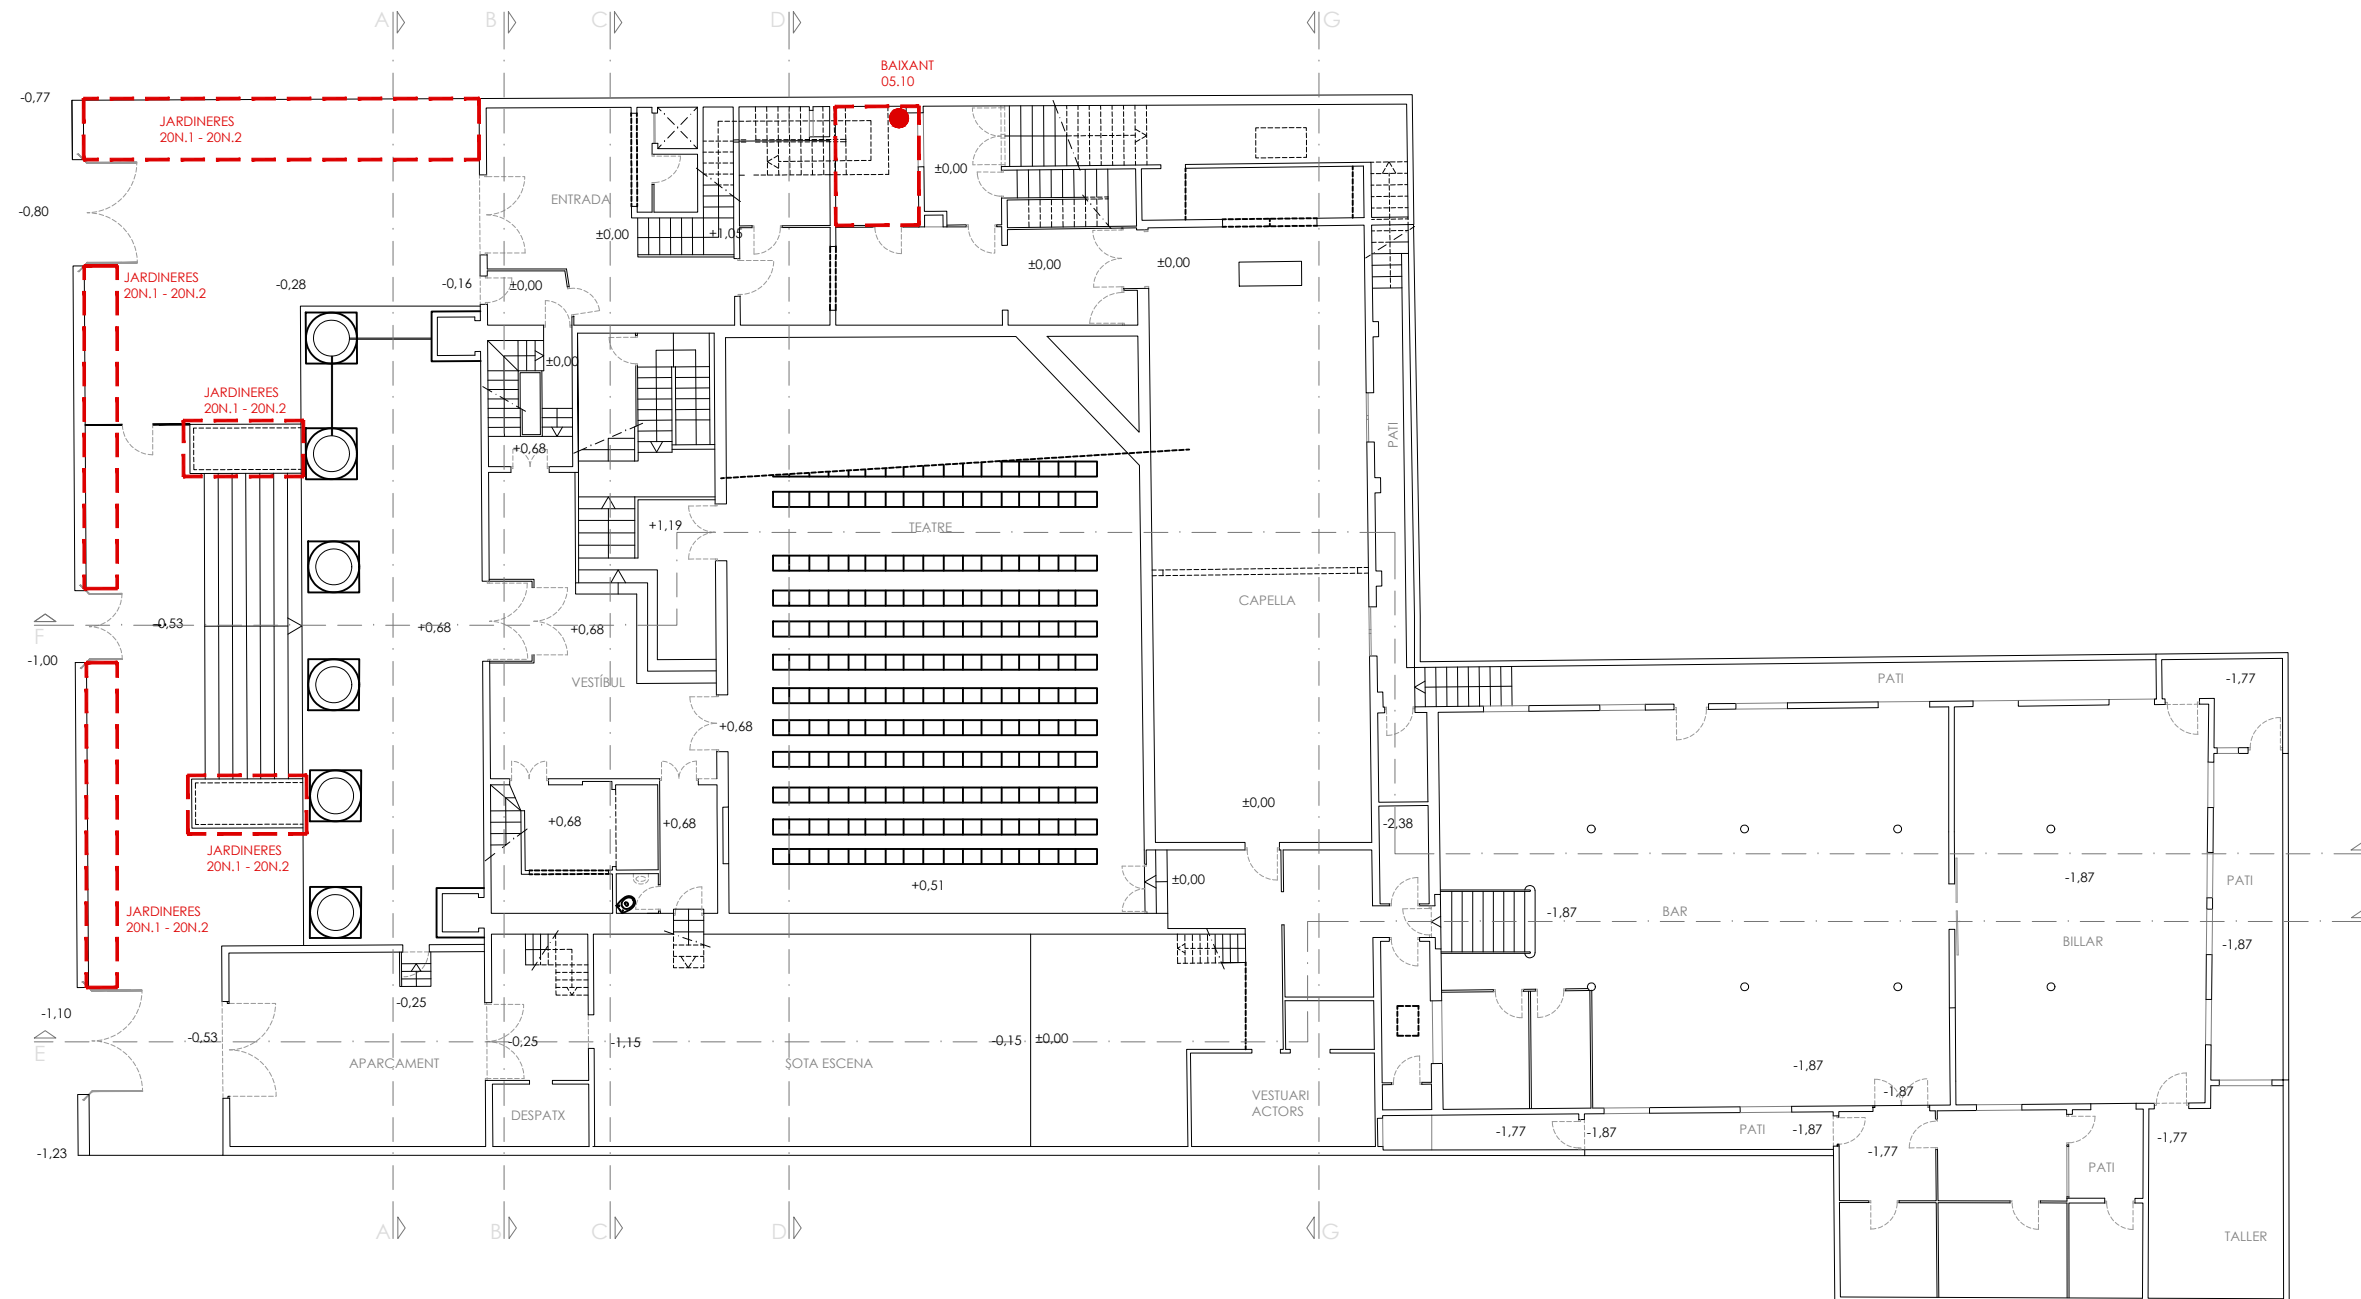 A
B
C
D
G
BAIXANT
05.10
-0,77
JARDINERES
20N.1 - 20N.2
±0,00
ENTRADA
-0,80
±0,00
+1,05
±0,00
±0,00
JARDINERES
20N.1 - 20N.2
-0,28
-0,16
±0,00
±0,00
JARDINERES
20N.1 - 20N.2
PATI
+0,68
+1,19
TEATRE
CAPELLA
-0,53
+0,68
+0,68
F
-1,00
VESTÍBUL
PATI
-1,77
+0,68
±0,00
+0,68
+0,68
-2,38
JARDINERES
20N.1 - 20N.2
±0,00
-1,87
PATI
+0,51
JARDINERES
20N.1 - 20N.2
-1,87
BAR
BILLAR
-1,87
-0,25
-1,10
-0,53
-0,25
-1,15
-0,15
±0,00
E
APARCAMENT
SOTA ESCENA
-1,87
-1,87
VESTUARI
ACTORS
DESPATX
-1,77
-1,87
PATI
-1,87
-1,77
-1,23
-1,77
PATI
A
B
C
D
G
TALLER